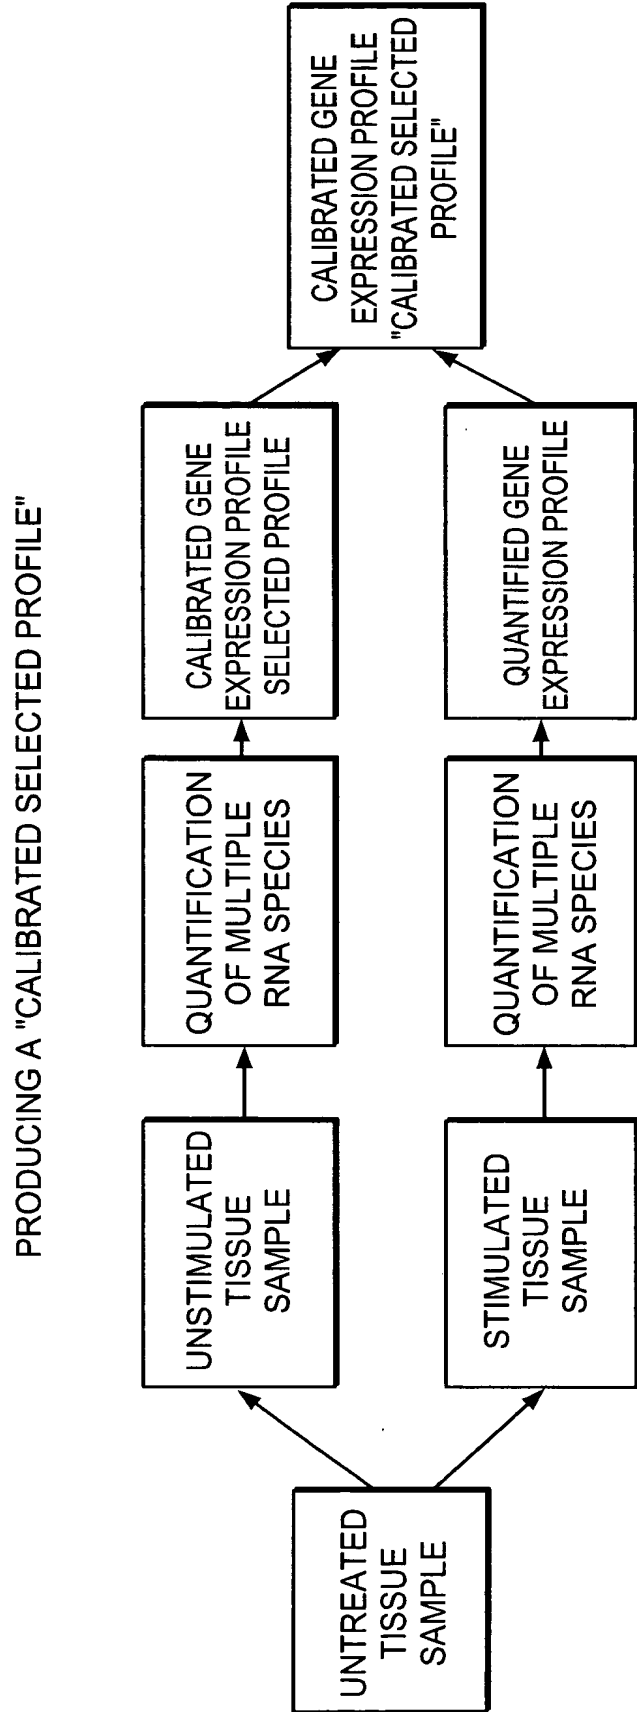 PRODUCING A "CALIBRATED SELECTED PROFILE"
UNTREATED
TISSUE
SAMPLE
UNSTIMULATED
TISSUE
SAMPLE
QUANTIFICATION
OF MULTIPLE
RNA SPECIES
CALIBRATED GENE
EXPRESSION PROFILE
SELECTED PROFILE
STIMULATED
TISSUE
SAMPLE
QUANTIFICATION
OF MULTIPLE
RNA SPECIES
QUANTIFIED GENE
EXPRESSION PROFILE
CALIBRATED GENE
EXPRESSION PROFILE
"CALIBRATED SELECTED
PROFILE"